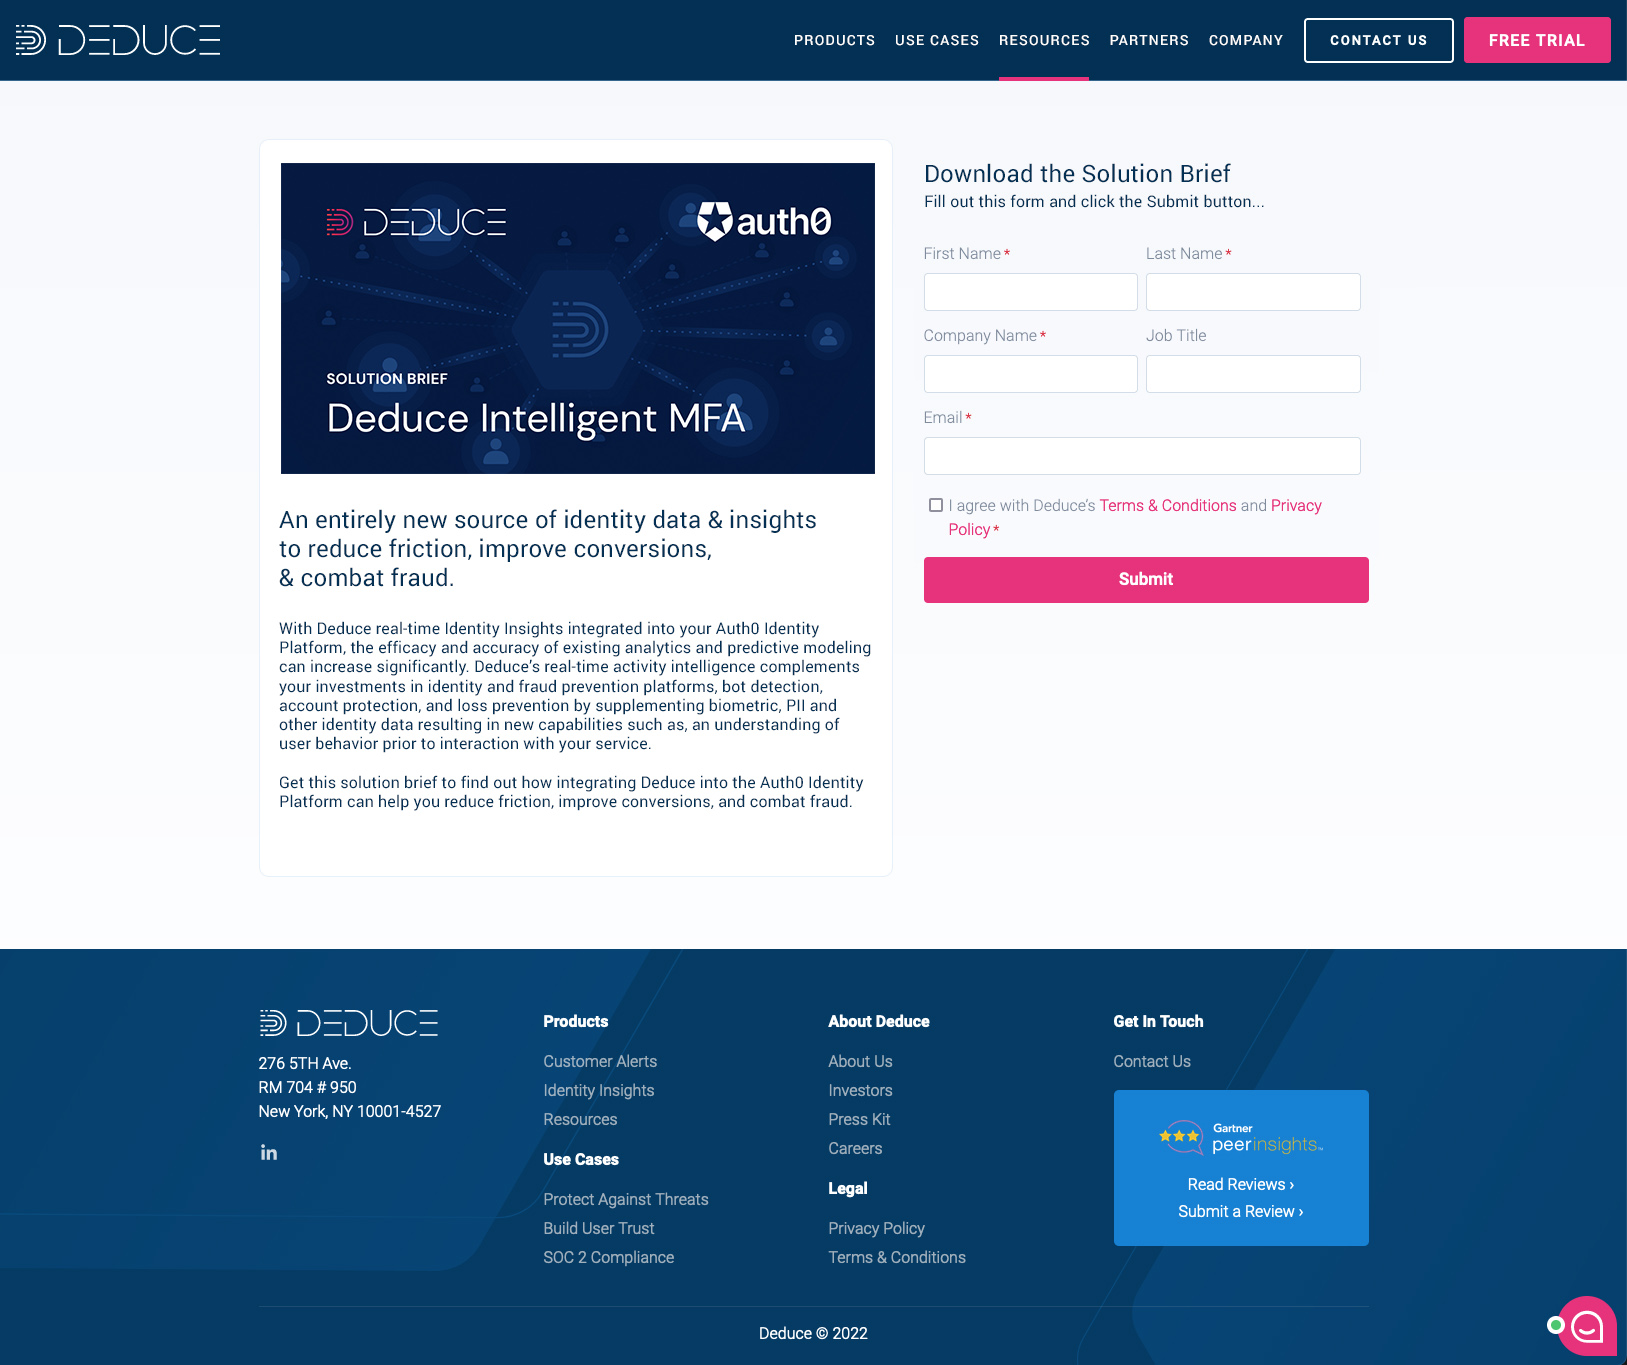 DEDUCE
PRODUCTS
USE CASES
RESOURCES
PARTNERS
COMPANY
CONTACT US
FREE TRIAL
DEDUCE
auth0
SOLUTION BRIEF
Deduce Intelligent MFA
An entirely new source of identity data & insights
to reduce friction, improve conversions,
& combat fraud.
With Deduce real-time Identity Insights integrated into your Auth0 Identity
Platform, the efficacy and accuracy of existing analytics and predictive modeling
can increase significantly. Deduce’s real-time activity intelligence complements
your investments in identity and fraud prevention platforms, bot detection,
account protection, and loss prevention by supplementing biometric, PII and
other identity data resulting in new capabilities such as, an understanding of
user behavior prior to interaction with your service.
Get this solution brief to find out how integrating Deduce into the Auth0 Identity
Platform can help you reduce friction, improve conversions, and combat fraud.
Download the Solution Brief
Fill out this form and click the Submit button...
First Name *
Last Name *
Company Name *
Job Title
Email *
I agree with Deduce’s Terms & Conditions and Privacy
Policy *
Submit
DEDUCE
276 5TH Ave.
RM 704 # 950
New York, NY 10001-4527
in
Products
Customer Alerts
Identity Insights
Resources
Use Cases
Protect Against Threats
Build User Trust
SOC 2 Compliance
About Deduce
About Us
Investors
Press Kit
Careers
Legal
Privacy Policy
Terms & Conditions
Get In Touch
Contact Us
Gartner
peerinsights™
Read Reviews ›
Submit a Review ›
Deduce © 2022